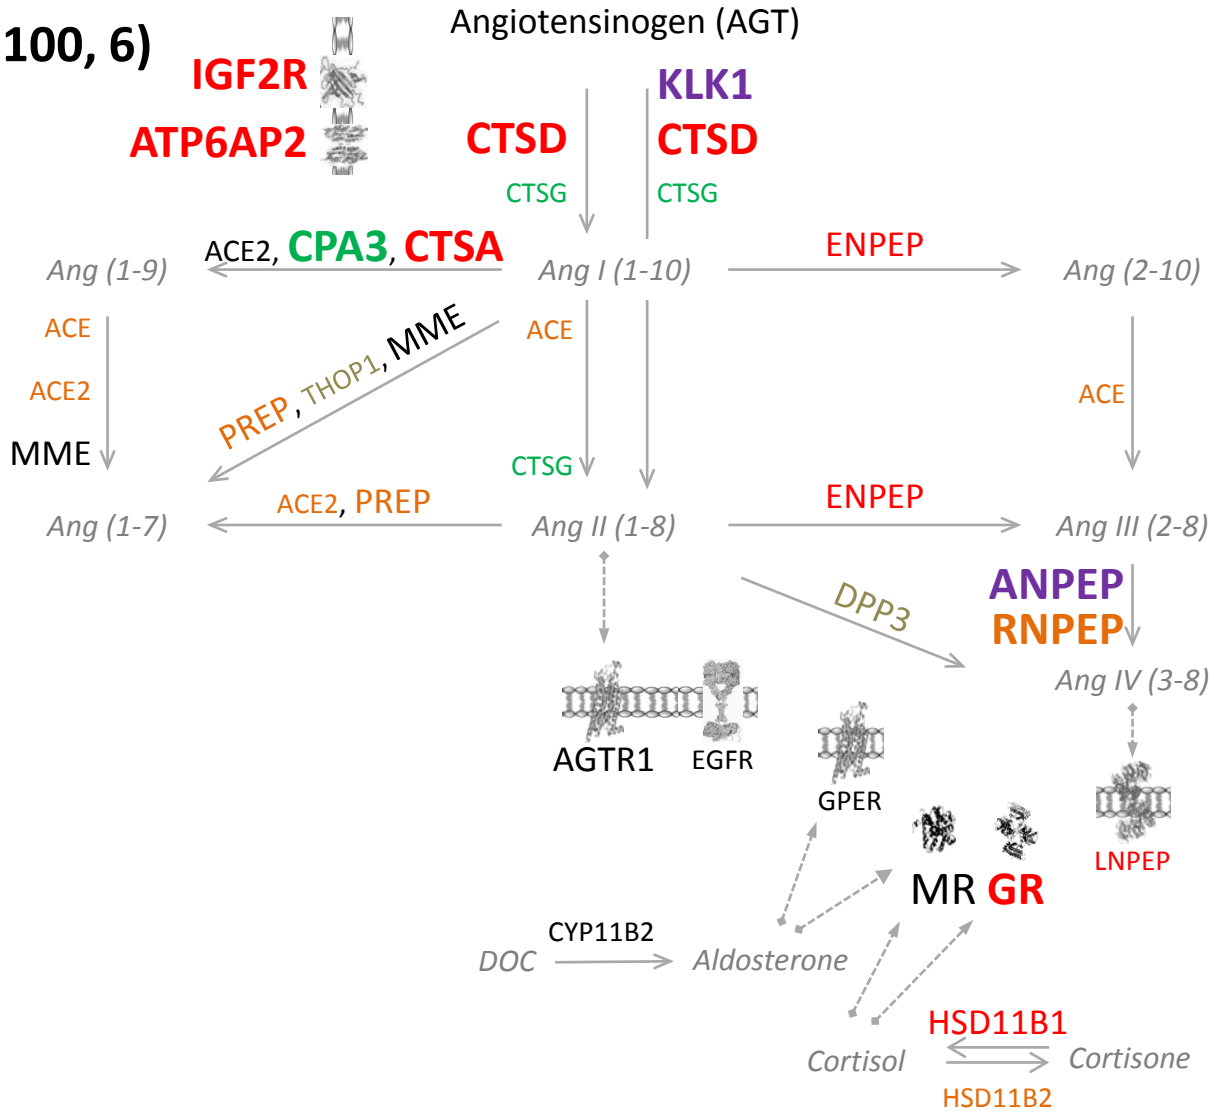 Angiotensinogen (AGT)
100, 6)
IGF2R
ATP6AP2
KLK1
CTSD
CTSD
CTSG
CTSG
ACE2, CPA3, CTSA
ENPEP
Ang (1-9)
Ang I (1-10)
Ang (2-10)
ACE
ACE2
MME
PREP, THOP1, MME
ACE
CTSG
ACE
ACE2, PREP
ENPEP
Ang (1-7)
Ang II (1-8)
Ang III (2-8)
ANPEP
RNPEP
DPP3
Ang IV (3-8)
AGTR1
EGFR
GPER
LNPEP
MR GR
CYP11B2
DOC
Aldosterone
HSD11B1
Cortisol
Cortisone
HSD11B2